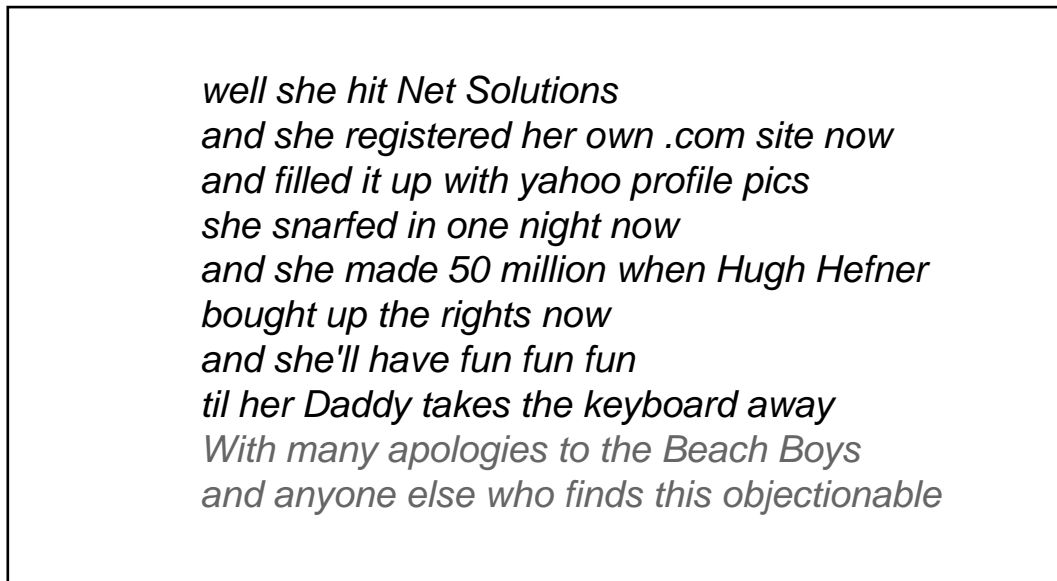 well she hit Net Solutions
and she registered her own .com site now
and filled it up with yahoo profile pics
she snarfed in one night now
and she made 50 million when Hugh Hefner
bought up the rights now
and she'll have fun fun fun
til her Daddy takes the keyboard away
With many apologies to the Beach Boys
and anyone else who finds this objectionable